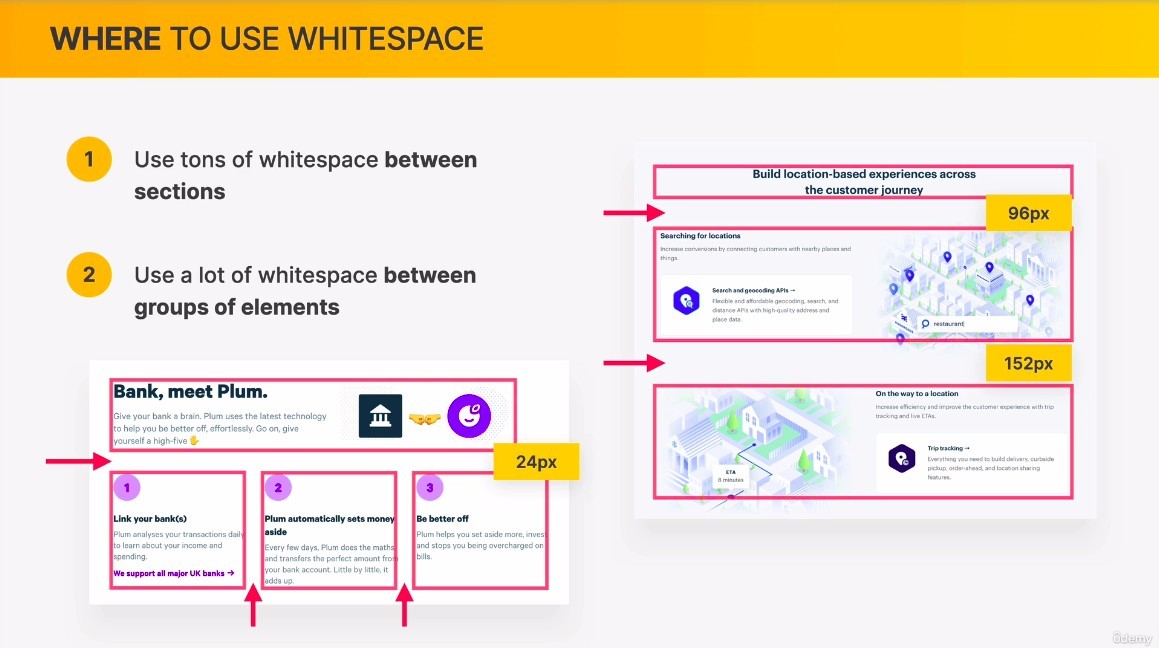 WHERE TO USE WHITESPACE
1
Use tons of whitespace between
sections
2
Use a lot of whitespace between
groups of elements
Bank, meet Plum.
Give your bank a brain. Plum uses the latest technology
to help you be better off, effortlessly. Go on, give
yourself a high-five 🖐
24px
1
Link your bank(s)
Plum analyses your transactions daily
to learn about your income and
spending.
We support all major UK banks →
2
Plum automatically sets money
aside
Every few days, Plum does the maths
and transfers the perfect amount from
your bank account. Little by little, it
adds up.
3
Be better off
Plum helps you set aside more, invest
and stops you being overcharged on
bills.
Build location-based experiences across
the customer journey
96px
Searching for locations
Increase conversions by connecting customers with nearby places and
things.
Search and geocoding APIs →
Flexible and affordable geocoding, search, and
distance APIs with high-quality address and
place data.
restaurant
152px
On the way to a location
Increase efficiency and improve the customer experience with trip
tracking and live ETAs.
Trip tracking →
Everything you need to build delivery, curbside
pickup, order-ahead, and location sharing
features.
ETA
8 minutes
ûdemy